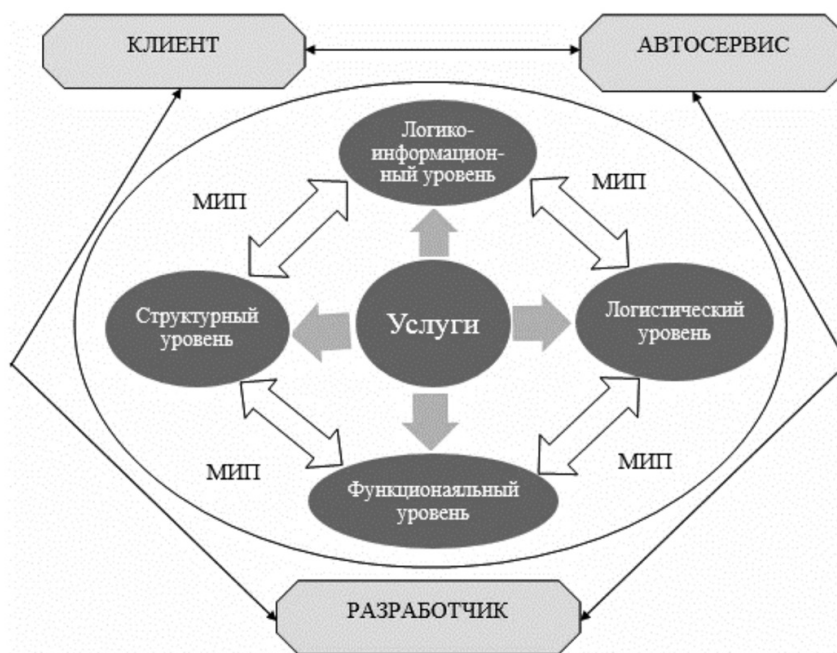 КЛИЕНТ
АВТОСЕРВИС
Логико-
информацион-
ный уровень
МИП
МИП
Структурный
уровень
Услуги
Логистический
уровень
МИП
МИП
Функционаяльный
уровень
РАЗРАБОТЧИК